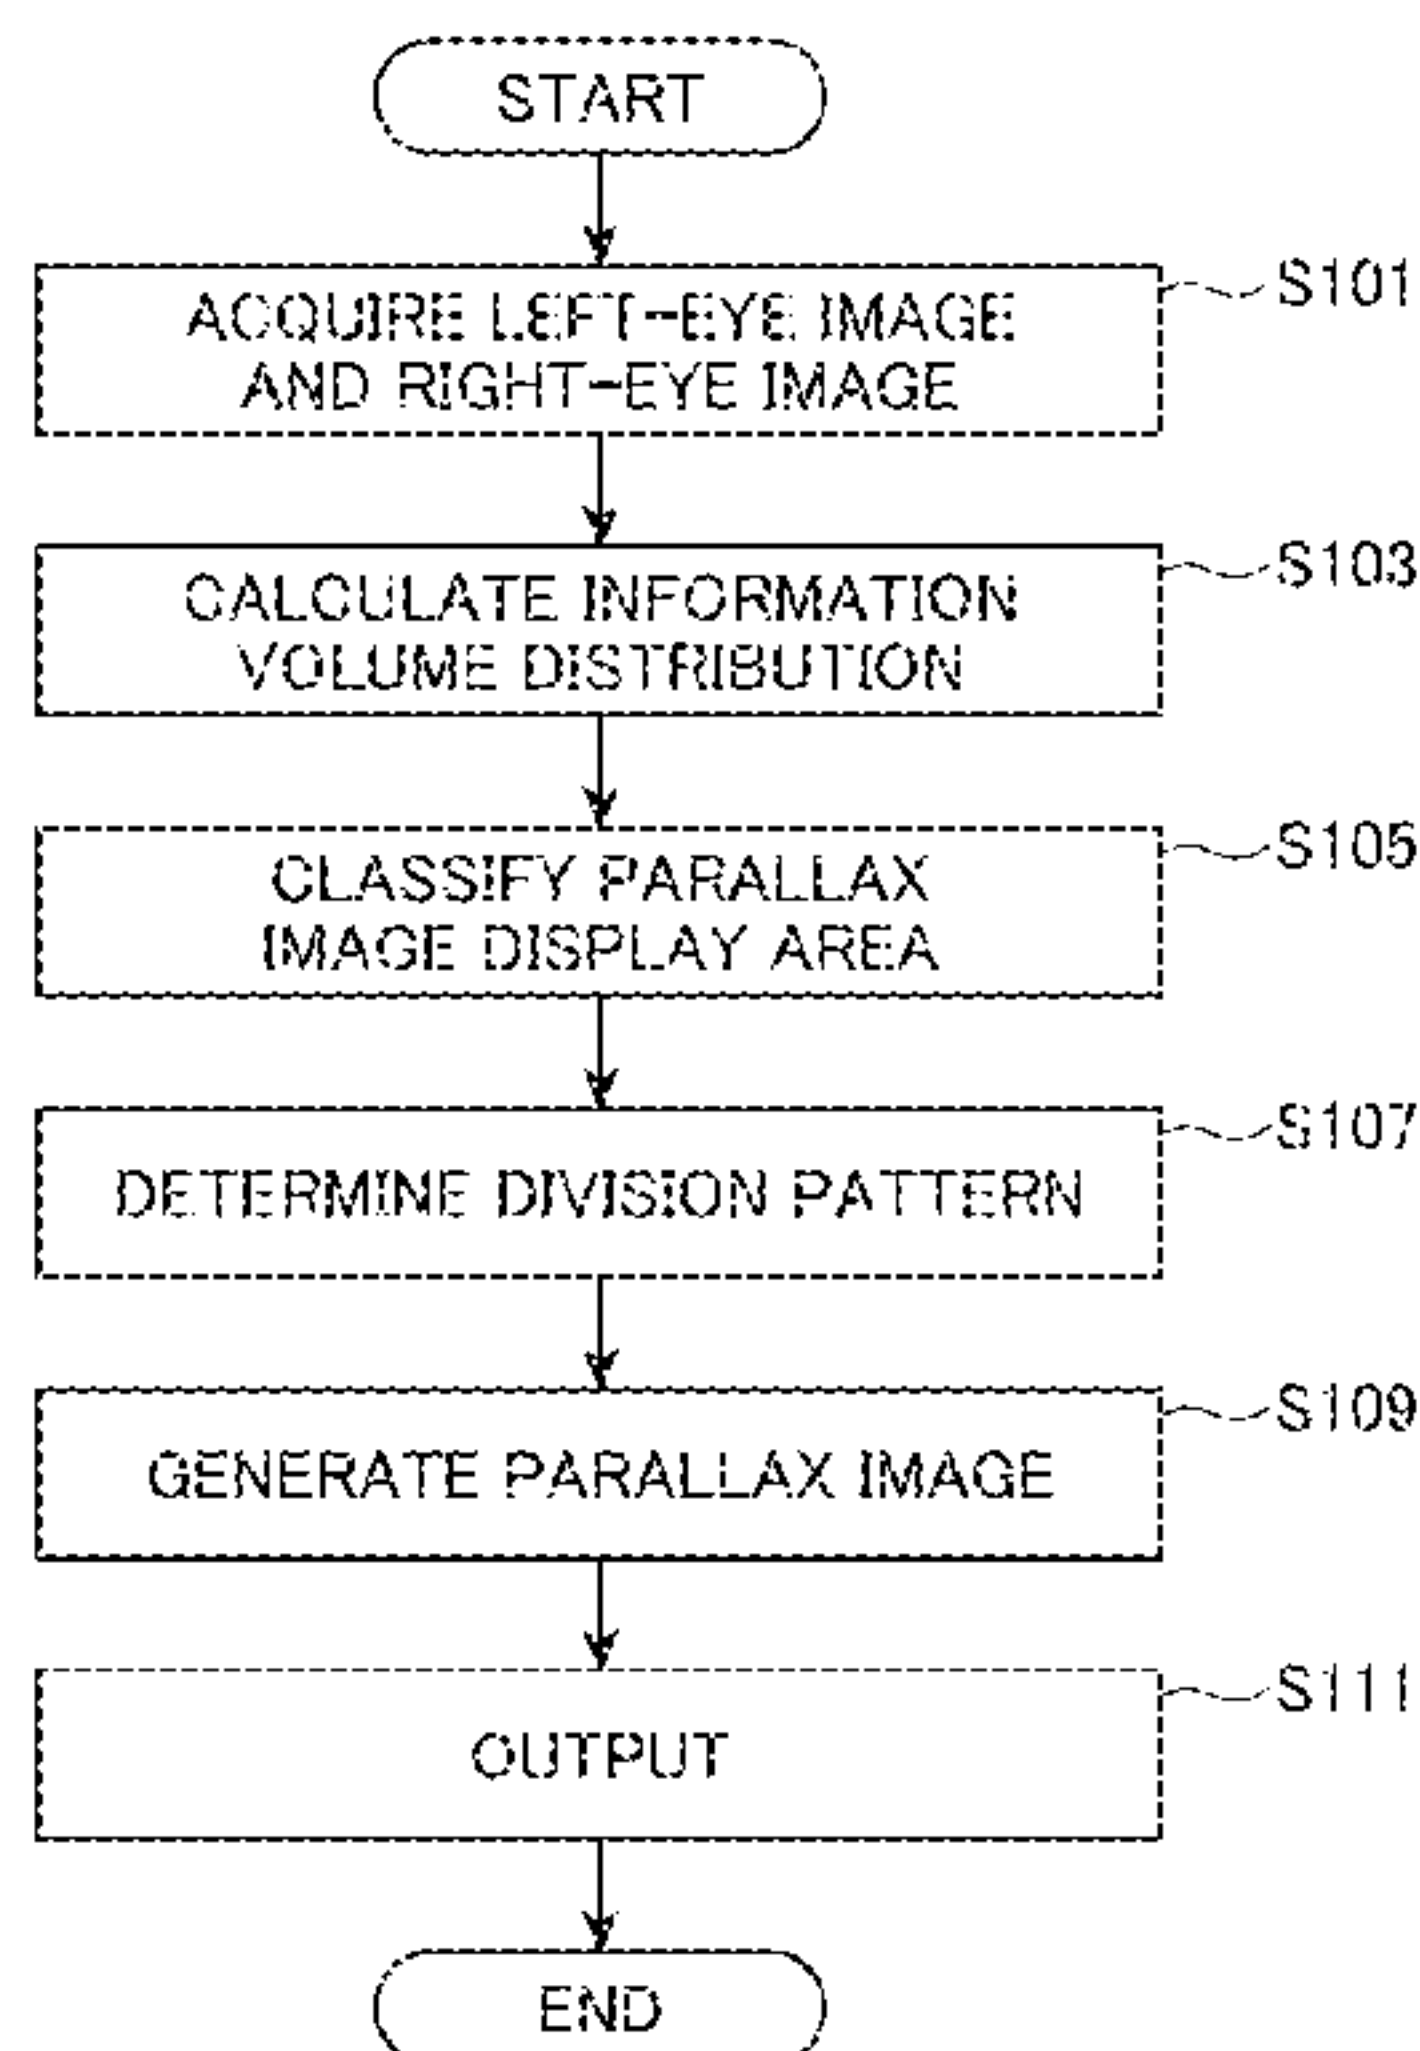 START
S101
ACQUIRE LEFT-EYE IMAGE
AND RIGHT-EYE IMAGE
S103
CALCULATE INFORMATION
VOLUME DISTRIBUTION
S105
CLASSIFY PARALLAX
IMAGE DISPLAY AREA
S107
DETERMINE DIVISION PATTERN
S109
GENERATE PARALLAX IMAGE
S111
OUTPUT
END